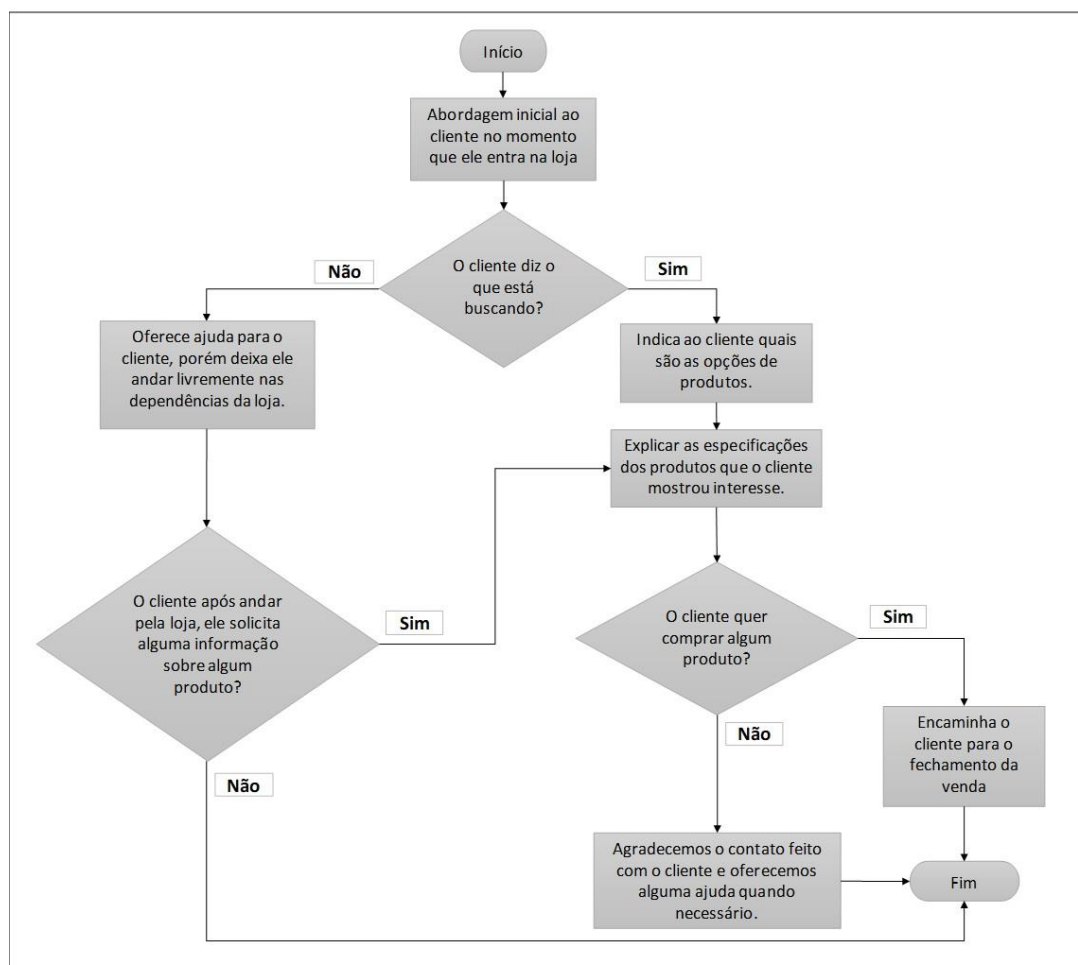 Início
Abordagem inicial ao
cliente no momento
que ele entra na loja
O cliente diz o
que está
buscando?
Não
Sim
Oferece ajuda para o
cliente, porém deixa ele
andar livremente nas
dependências da loja.
Indica ao cliente quais
são as opções de
produtos.
Explicar as especificações
dos produtos que o cliente
mostrou interesse.
O cliente após andar
pela loja, ele solicita
alguma informação
sobre algum
produto?
Sim
Não
O cliente quer
comprar algum
produto?
Sim
Não
Encaminha o
cliente para o
fechamento da
venda
Agradecemos o contato feito
com o cliente e oferecemos
alguma ajuda quando
necessário.
Fim